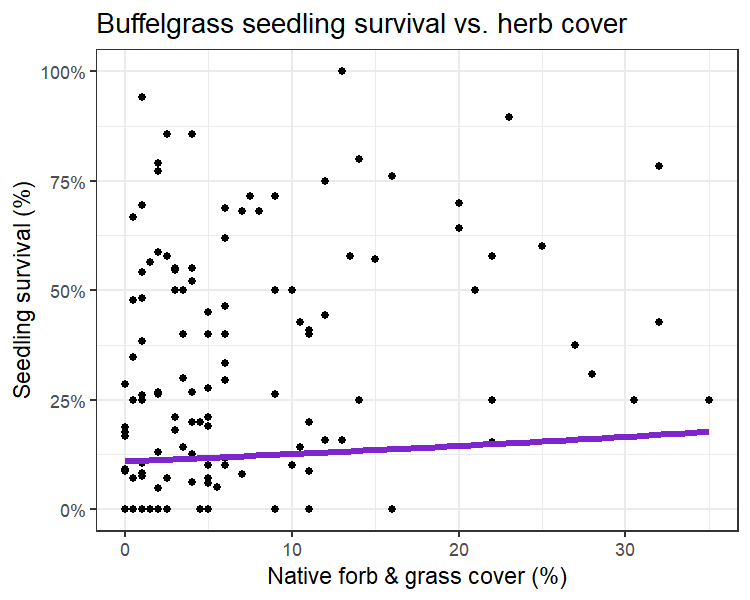 Buffelgrass seedling survival vs. herb cover
100%
75%
50%
25%
0%
Seedling survival (%)
0 10 20 30
Native forb & grass cover (%)